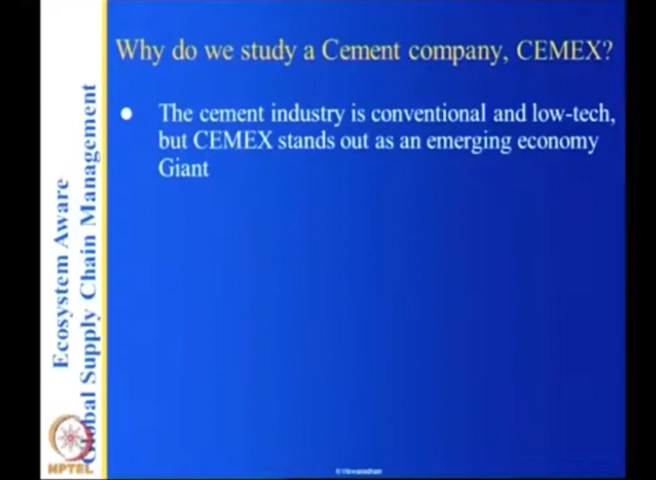 Why do we study a Cement company, CEMEX?
The cement industry is conventional and low-tech,
but CEMEX stands out as an emerging economy
Giant
Ecosystem Aware
Global Supply Chain Management
NPTEL